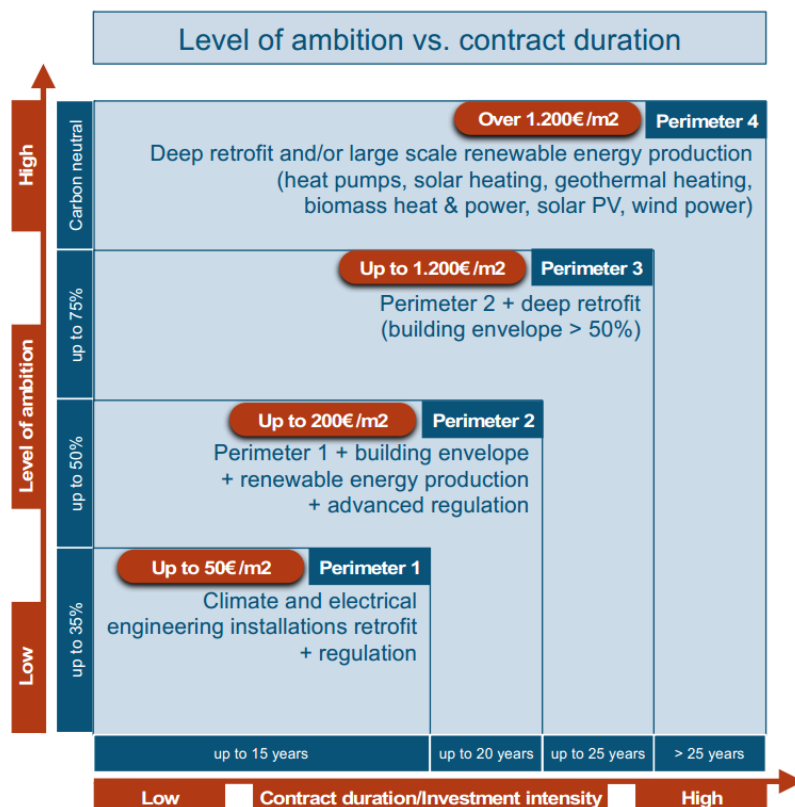 Level of ambition vs. contract duration
High
Carbon neutral
Over 1.200€/m2
Perimeter 4
Deep retrofit and/or large scale renewable energy production
(heat pumps, solar heating, geothermal heating,
biomass heat & power, solar PV, wind power)
up to 75%
Up to 1.200€/m2
Perimeter 3
Perimeter 2 + deep retrofit
(building envelope > 50%)
Level of ambition
up to 50%
Up to 200€/m2
Perimeter 2
Perimeter 1 + building envelope
+ renewable energy production
+ advanced regulation
Low
up to 35%
Up to 50€/m2
Perimeter 1
Climate and electrical
engineering installations retrofit
+ regulation
up to 15 years
up to 20 years
up to 25 years
> 25 years
Low
Contract duration/Investment intensity
High